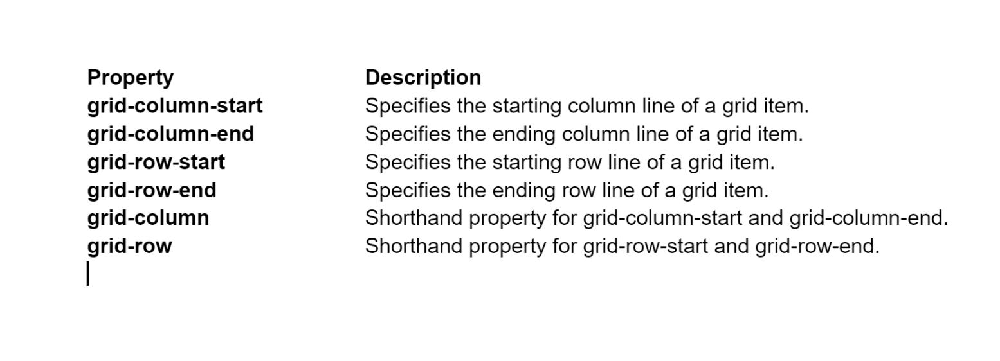 Property Description
grid-column-start Specifies the starting column line of a grid item.
grid-column-end Specifies the ending column line of a grid item.
grid-row-start Specifies the starting row line of a grid item.
grid-row-end Specifies the ending row line of a grid item.
grid-column Shorthand property for grid-column-start and grid-column-end.
grid-row Shorthand property for grid-row-start and grid-row-end.